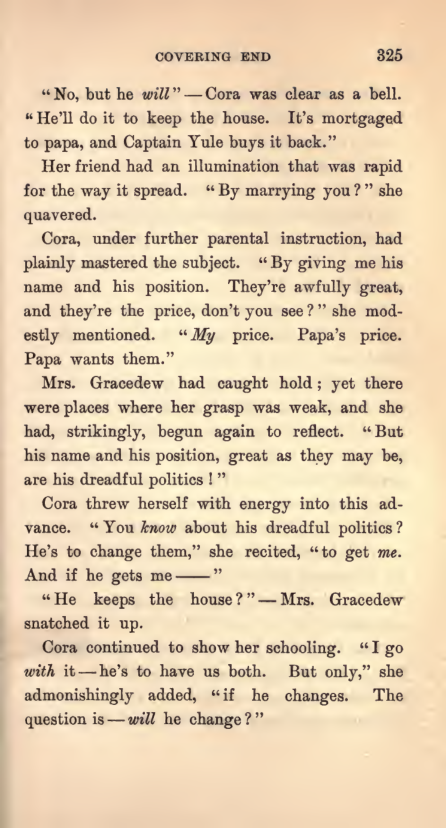 COVERING END 325
"No, but he will" — Cora was clear as a bell.
"He'll do it to keep the house. It's mortgaged
to papa, and Captain Yule buys it back."
Her friend had an illumination that was rapid
for the way it spread. "By marrying you?" she
quavered.
Cora, under further parental instruction, had
plainly mastered the subject. "By giving me his
name and his position. They're awfully great,
and they're the price, don't you see?" she mod-
estly mentioned. "My price. Papa's price.
Papa wants them."
Mrs. Gracedew had caught hold; yet there
were places where her grasp was weak, and she
had, strikingly, begun again to reflect. "But
his name and his position, great as they may be,
are his dreadful politics!"
Cora threw herself with energy into this ad-
vance. "You know about his dreadful politics?
He's to change them," she recited, "to get me.
And if he gets me ——"
"He keeps the house?" — Mrs. Gracedew
snatched it up.
Cora continued to show her schooling. "I go
with it — he's to have us both. But only," she
admonishingly added, "if he changes. The
question is — will he change?"